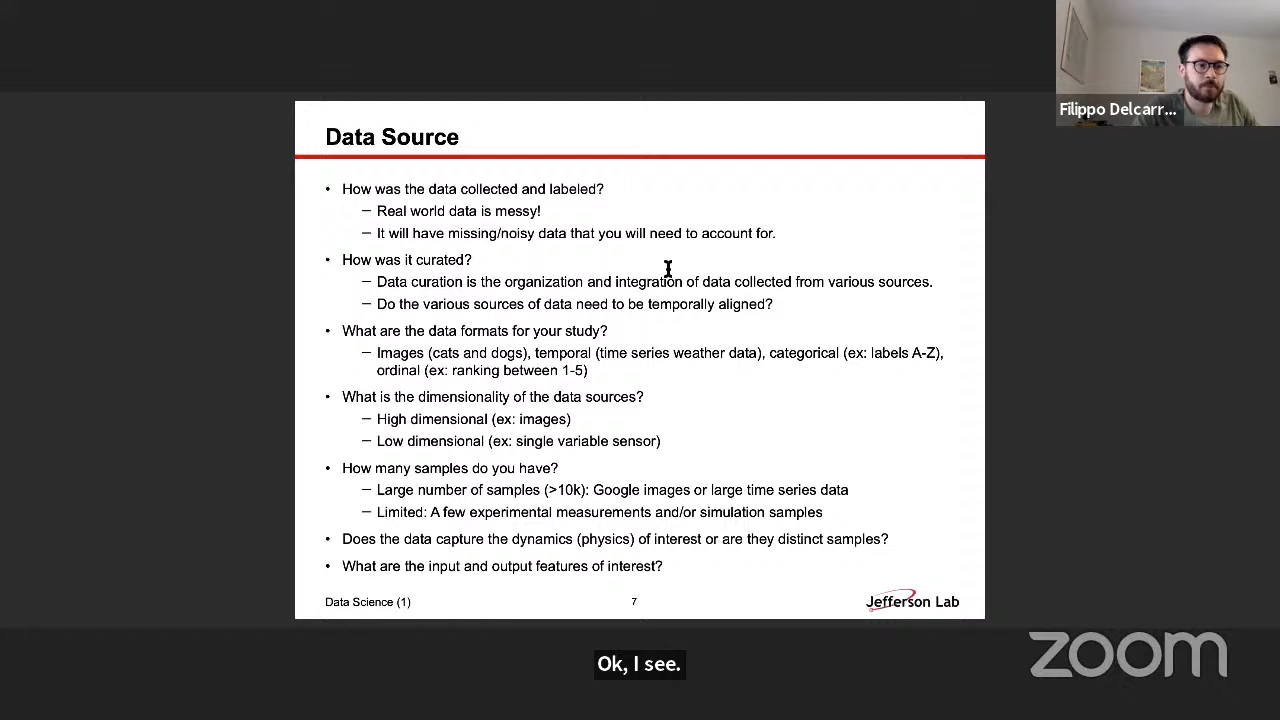 Filippo Delcarr...
Data Source
• How was the data collected and labeled?
– Real world data is messy!
– It will have missing/noisy data that you will need to account for.
• How was it curated?
– Data curation is the organization and integration of data collected from various sources.
– Do the various sources of data need to be temporally aligned?
• What are the data formats for your study?
– Images (cats and dogs), temporal (time series weather data), categorical (ex: labels A-Z),
ordinal (ex: ranking between 1-5)
• What is the dimensionality of the data sources?
– High dimensional (ex: images)
– Low dimensional (ex: single variable sensor)
• How many samples do you have?
– Large number of samples (>10k): Google images or large time series data
– Limited: A few experimental measurements and/or simulation samples
• Does the data capture the dynamics (physics) of interest or are they distinct samples?
• What are the input and output features of interest?
Data Science (1)
7
Jefferson Lab
Ok, I see.
zoom